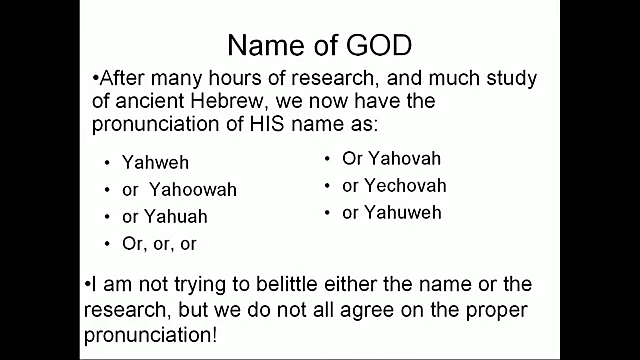 Name of GOD
•After many hours of research, and much study
of ancient Hebrew, we now have the
pronunciation of HIS name as:
• Yahweh
• or Yahoowah
• or Yahuah
• Or, or, or
• Or Yahovah
• or Yechovah
• or Yahuweh
•I am not trying to belittle either the name or the
research, but we do not all agree on the proper
pronunciation!